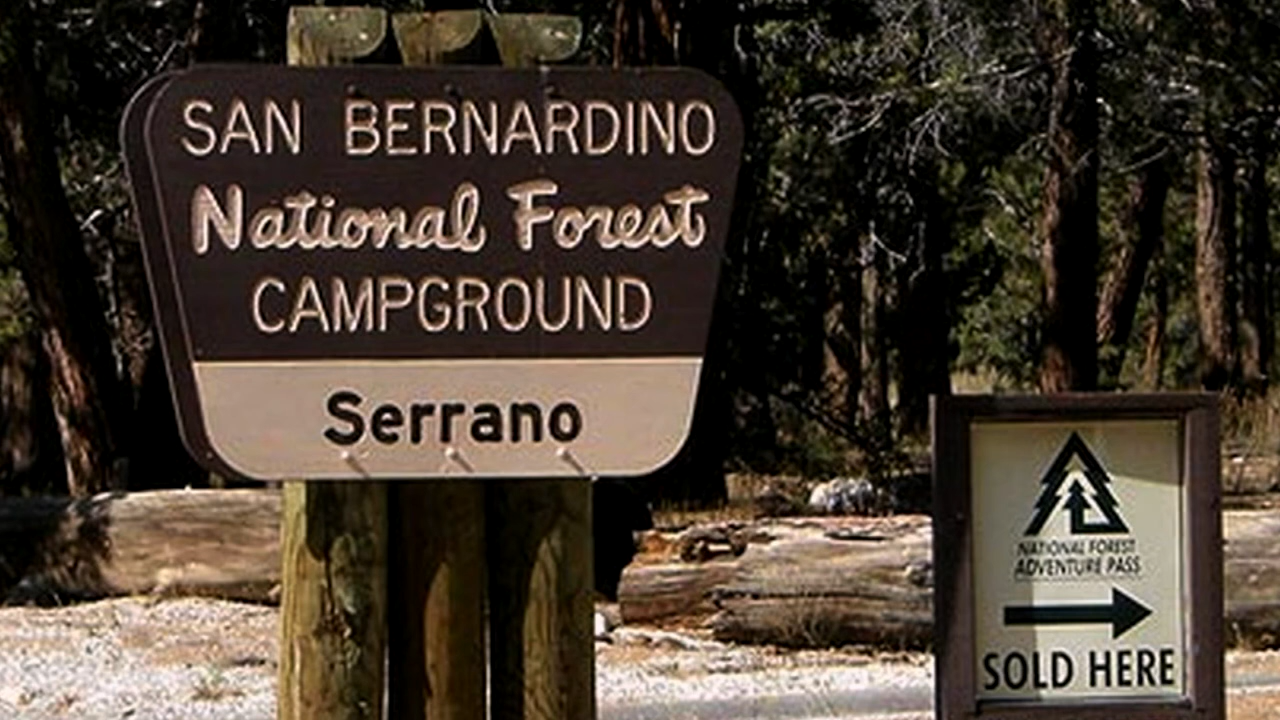 SAN BERNARDINO
National Forest
CAMPGROUND
Serrano
NATIONAL FOREST
ADVENTURE PASS
SOLD HERE